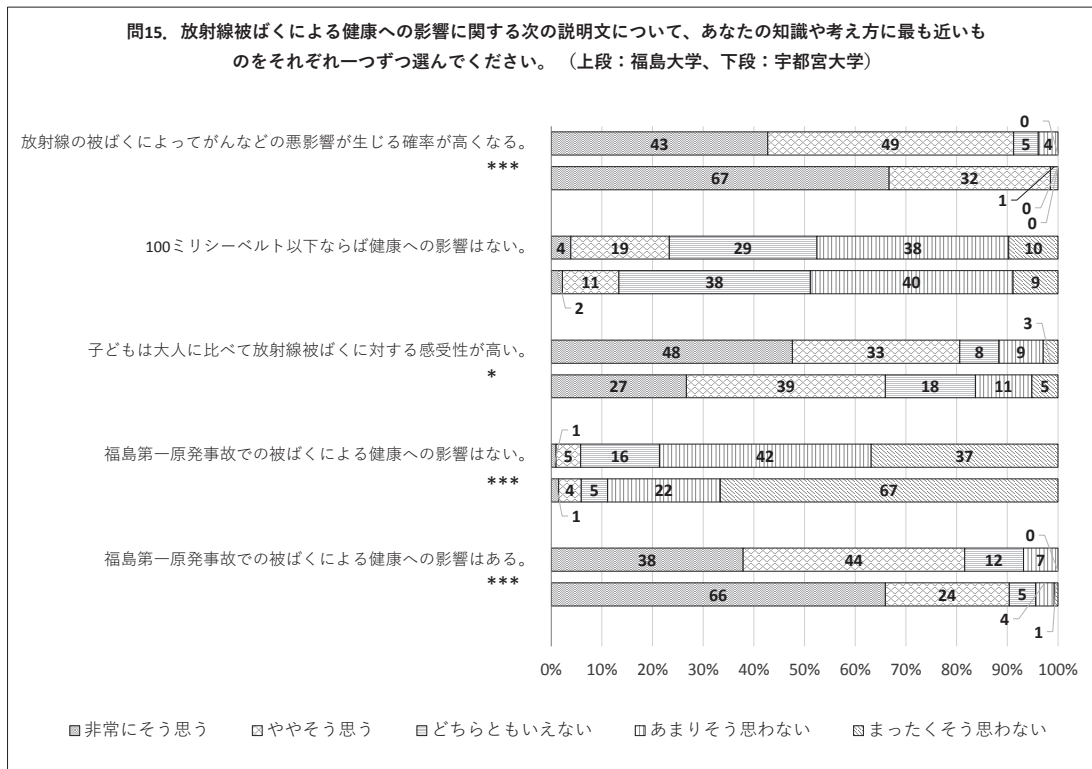 問15. 放射線被ばくによる健康への影響に関する次の説明文について、あなたの知識や考え方に最も近いも
のをそれぞれ一つずつ選んでください。 （上段：福島大学、下段：宇都宮大学）
0
放射線の被ばくによってがんなどの悪影響が生じる確率が高くなる。 43 49 5 4
*** 67 32
1
0
0
100ミリシーベルト以下ならば健康への影響はない。 4 19 29 38 10
11 38 40 9
2
3
子どもは大人に比べて放射線被ばくに対する感受性が高い。 48 33 8 9
* 27 39 18 11 5
1
福島第一原発事故での被ばくによる健康への影響はない。 5 16 42 37
*** 4 5 22 67
1
0
福島第一原発事故での被ばくによる健康への影響はある。 38 44 12 7
*** 66 24 5
4 1
0% 10% 20% 30% 40% 50% 60% 70% 80% 90% 100%
非常にそう思う ややそう思う どちらともいえない あまりそう思わない まったくそう思わない